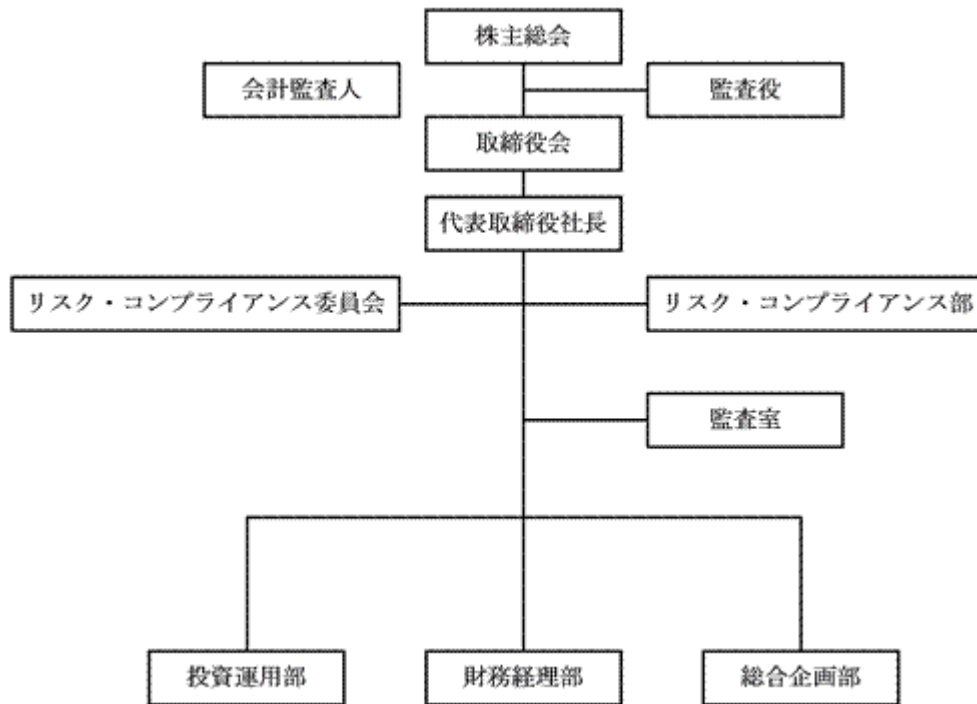 株主総会
会計監査人
監査役
取締役会
代表取締役社長
リスク・コンプライアンス委員会
リスク・コンプライアンス部
監査室
投資運用部
財務経理部
総合企画部